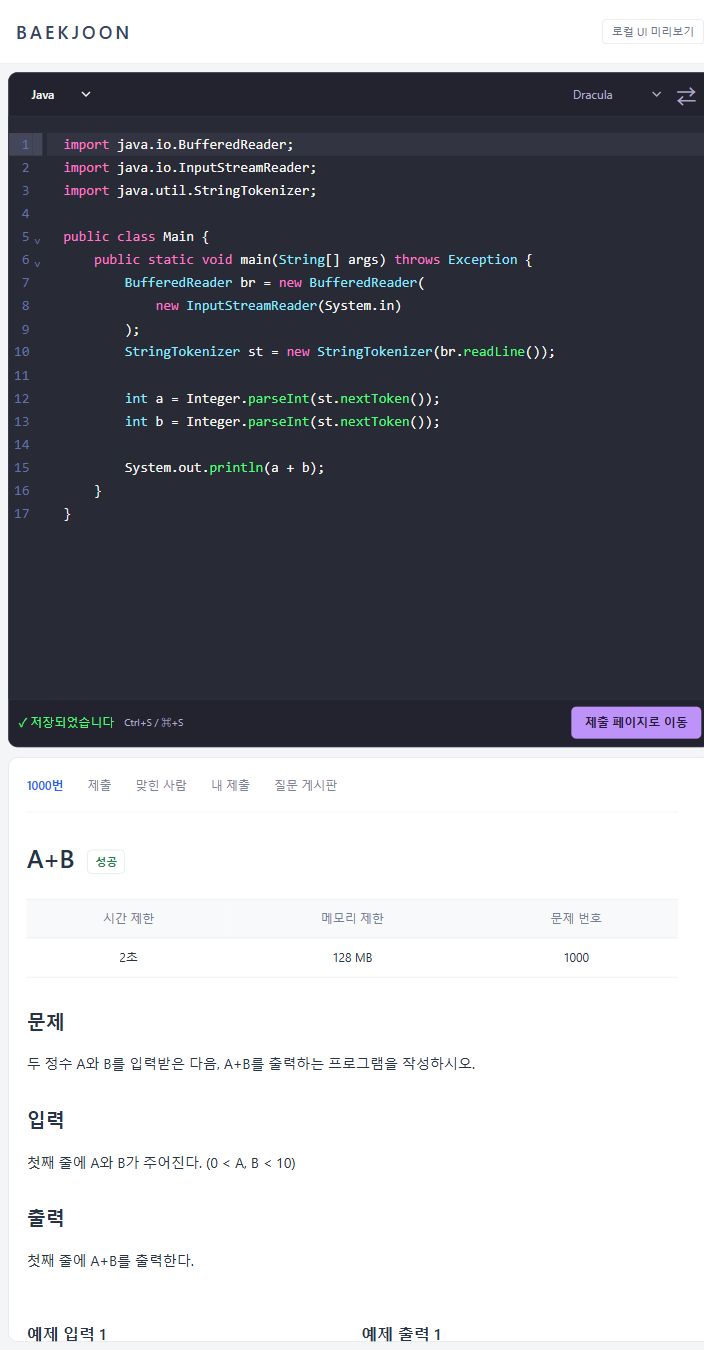 BAEKJOON
로컬 UI 미리보기
Java
Dracula
1 import java.io.BufferedReader;
2 import java.io.InputStreamReader;
3 import java.util.StringTokenizer;
4
5 public class Main {
6     public static void main(String[] args) throws Exception {
7         BufferedReader br = new BufferedReader(
8             new InputStreamReader(System.in)
9         );
10         StringTokenizer st = new StringTokenizer(br.readLine());
11
12         int a = Integer.parseInt(st.nextToken());
13         int b = Integer.parseInt(st.nextToken());
14
15         System.out.println(a + b);
16     }
17 }
✓ 저장되었습니다 Ctrl+S / ⌘+S
제출 페이지로 이동
1000번 제출 맞힌 사람 내 제출 질문 게시판
A+B 성공
시간 제한 메모리 제한 문제 번호
2초 128 MB 1000
문제
두 정수 A와 B를 입력받은 다음, A+B를 출력하는 프로그램을 작성하시오.
입력
첫째 줄에 A와 B가 주어진다. (0 < A, B < 10)
출력
첫째 줄에 A+B를 출력한다.
예제 입력 1 예제 출력 1